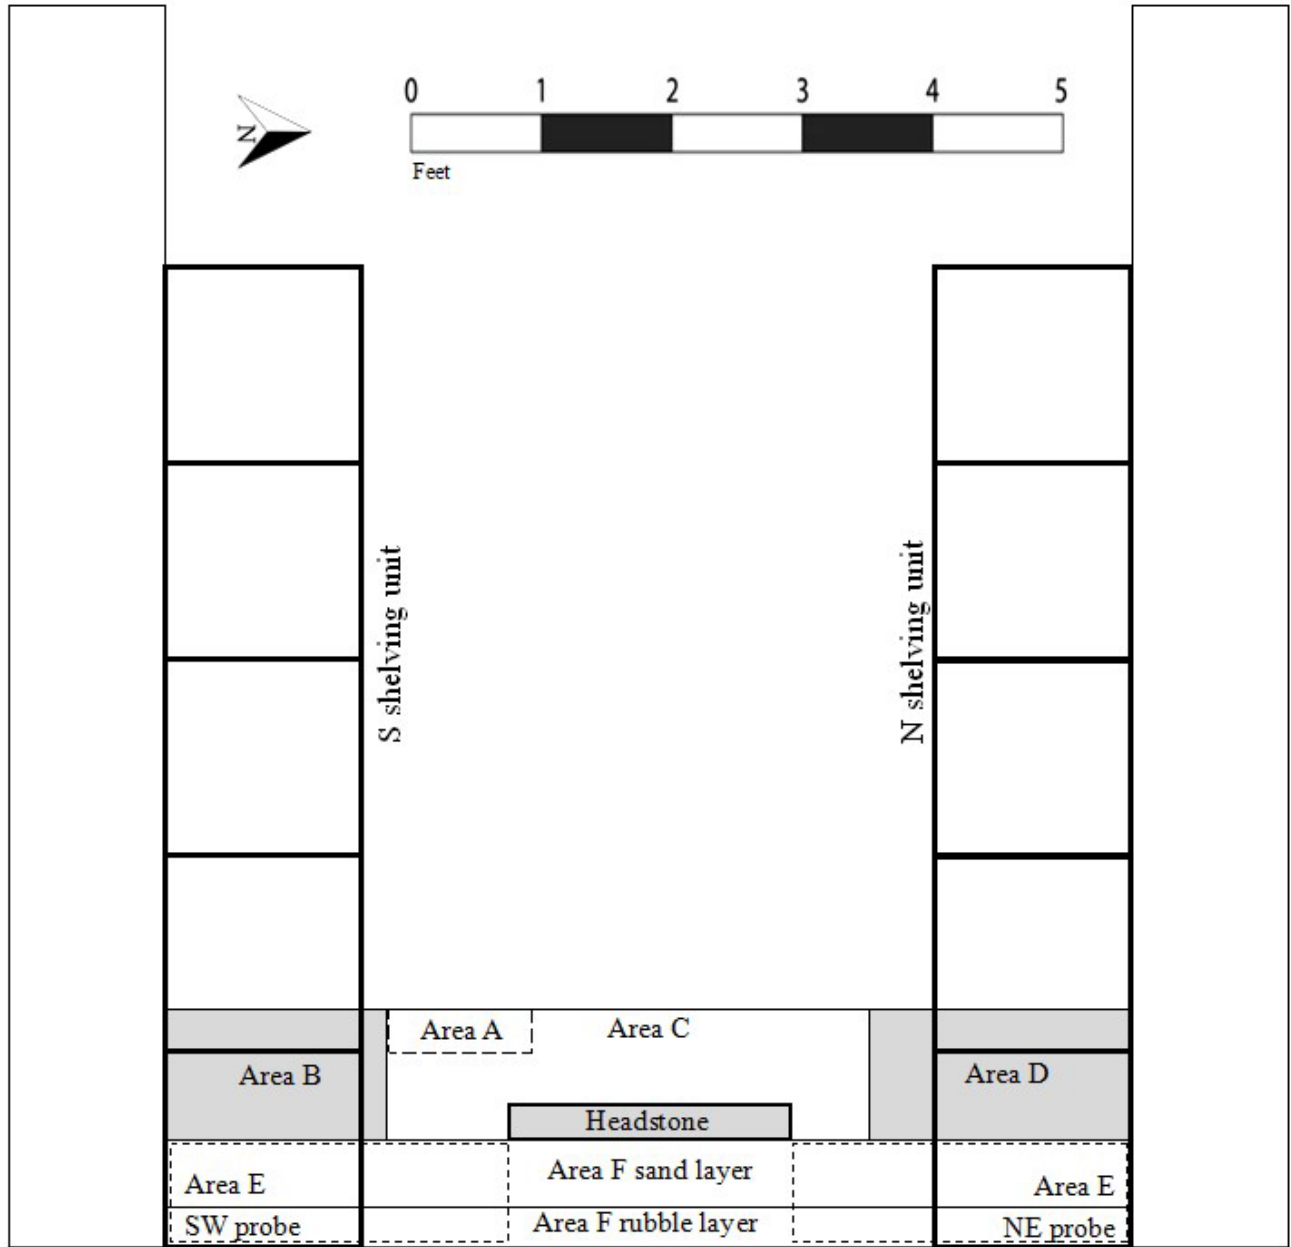 0 1 2 3 4 5
N
Feet
S shelving unit
N shelving unit
Area A
Area C
Area B
Area D
Headstone
Area F sand layer
Area E
Area E
Area F rubble layer
SW probe
NE probe